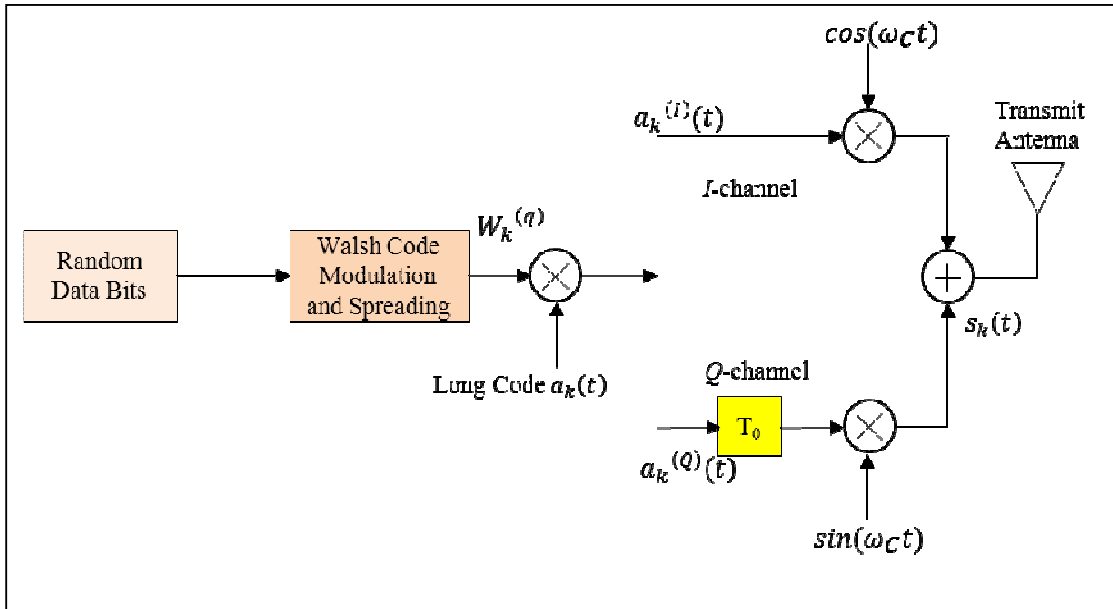 cos(ω_C t)
a_k^(I)(t)
Transmit
Antenna
I-channel
W_k^(q)
Random
Data Bits
Walsh Code
Modulation
and Spreading
s_k(t)
Long Code a_k(t)
Q-channel
T_0
a_k^(Q)(t)
sin(ω_C t)